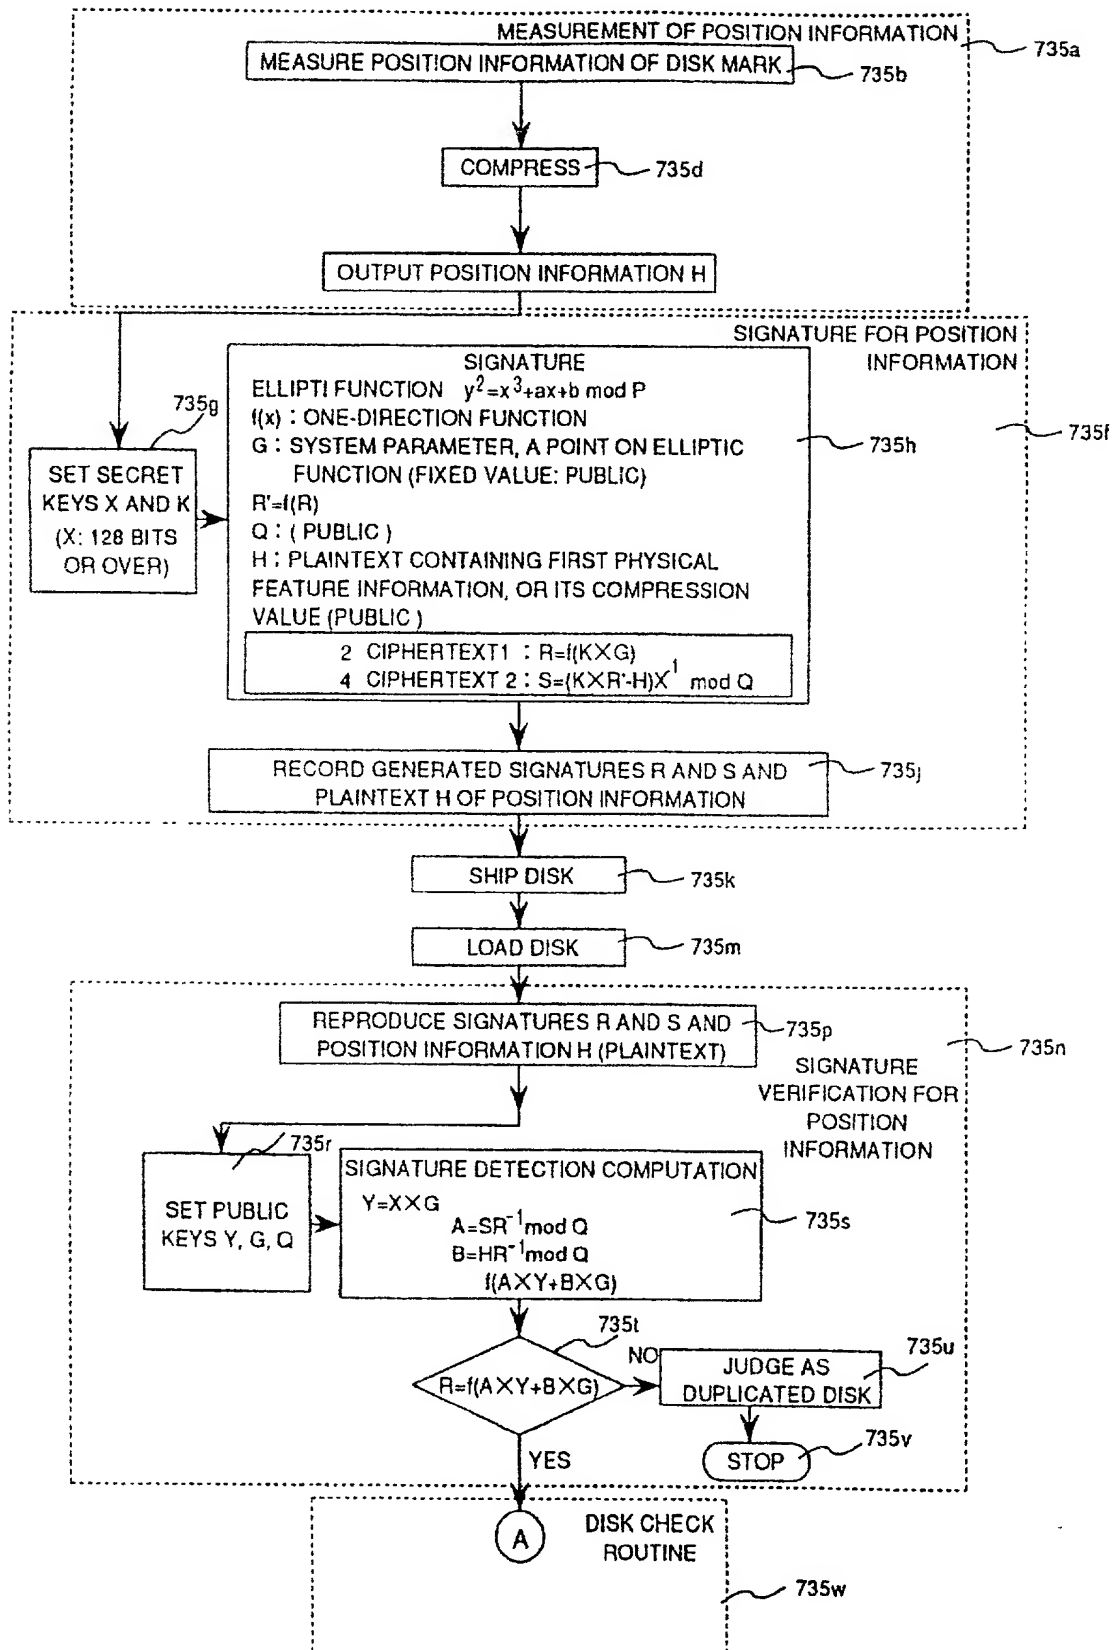 MEASUREMENT OF POSITION INFORMATION
735a
MEASURE POSITION INFORMATION OF DISK MARK
735b
COMPRESS
735d
OUTPUT POSITION INFORMATION H
SIGNATURE FOR POSITION
INFORMATION
735f
735g
SET SECRET
KEYS X AND K
(X: 128 BITS
OR OVER)
SIGNATURE
ELLIPTI FUNCTION y²=x³+ax+b mod P
f(x) : ONE-DIRECTION FUNCTION
G : SYSTEM PARAMETER, A POINT ON ELLIPTIC
FUNCTION (FIXED VALUE: PUBLIC)
R'=f(R)
Q : ( PUBLIC )
H : PLAINTEXT CONTAINING FIRST PHYSICAL
FEATURE INFORMATION, OR ITS COMPRESSION
VALUE (PUBLIC )
2 CIPHERTEXT1 : R=f(K×G)
4 CIPHERTEXT 2 : S=(K×R'-H)X⁻¹ mod Q
735h
RECORD GENERATED SIGNATURES R AND S AND
PLAINTEXT H OF POSITION INFORMATION
735j
SHIP DISK
735k
LOAD DISK
735m
REPRODUCE SIGNATURES R AND S AND
POSITION INFORMATION H (PLAINTEXT)
735p
735n
SIGNATURE
VERIFICATION FOR
POSITION
INFORMATION
735r
SET PUBLIC
KEYS Y, G, Q
SIGNATURE DETECTION COMPUTATION
Y=X×G
A=SR⁻¹ mod Q
B=HR⁻¹ mod Q
f(A×Y+B×G)
735s
735t
R=f(A×Y+B×G)
NO
JUDGE AS
DUPLICATED DISK
735u
STOP
735v
YES
A
DISK CHECK
ROUTINE
735w